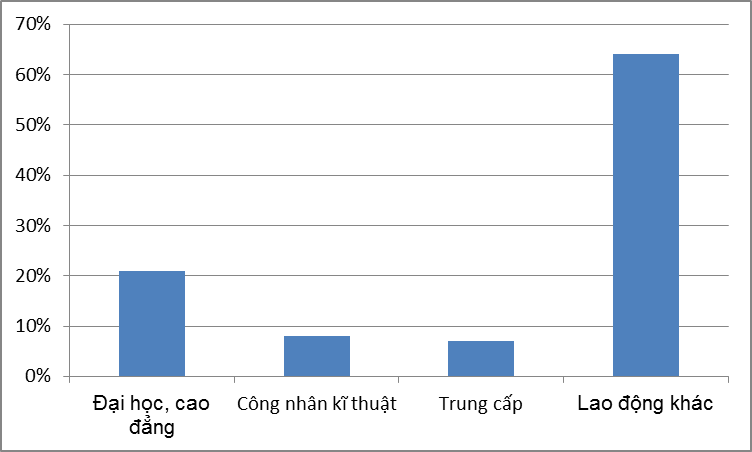 70%
60%
50%
40%
30%
20%
10%
0%
Đại học, cao
đẳng
Công nhân kĩ thuật
Trung cấp
Lao động khác